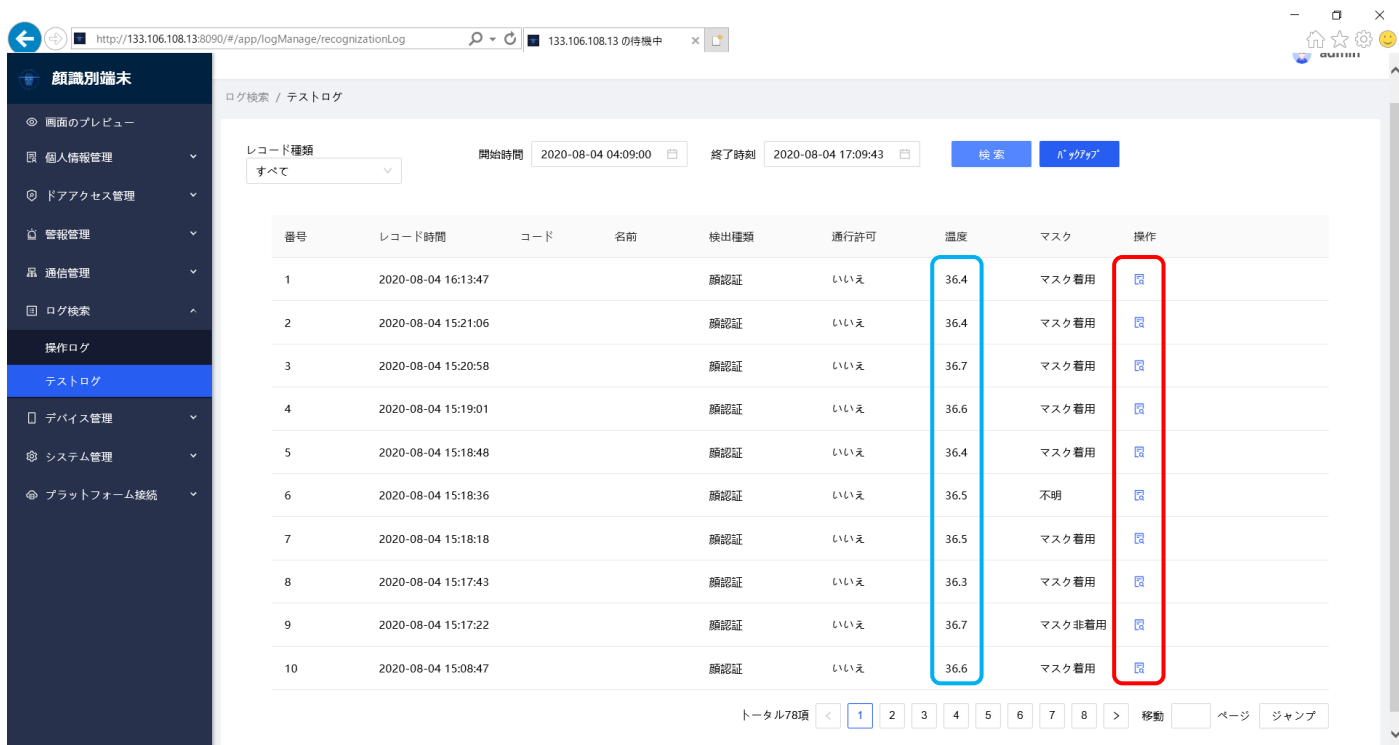 http://133.106.108.13:8090/#/app/logManage/recognizationLog
133.106.108.13 の待機中
admin
顔識別端末
ログ検索 / テストログ
画面のプレビュー
個人情報管理
ドアアクセス管理
警報管理
通信管理
ログ検索
操作ログ
テストログ
デバイス管理
システム管理
プラットフォーム接続
レコード種類
すべて
開始時間 2020-08-04 04:09:00 終了時刻 2020-08-04 17:09:43 検索 ﾊﾞｯｸｱｯﾌﾟ
番号 レコード時間 コード 名前 検出種類 通行許可 温度 マスク 操作
1 2020-08-04 16:13:47 顔認証 いいえ 36.4 マスク着用
2 2020-08-04 15:21:06 顔認証 いいえ 36.4 マスク着用
3 2020-08-04 15:20:58 顔認証 いいえ 36.7 マスク着用
4 2020-08-04 15:19:01 顔認証 いいえ 36.6 マスク着用
5 2020-08-04 15:18:48 顔認証 いいえ 36.4 マスク着用
6 2020-08-04 15:18:36 顔認証 いいえ 36.5 不明
7 2020-08-04 15:18:18 顔認証 いいえ 36.5 マスク着用
8 2020-08-04 15:17:43 顔認証 いいえ 36.3 マスク着用
9 2020-08-04 15:17:22 顔認証 いいえ 36.7 マスク非着用
10 2020-08-04 15:08:47 顔認証 いいえ 36.6 マスク着用
トータル78項 < 1 2 3 4 5 6 7 8 > 移動 ページ ジャンプ